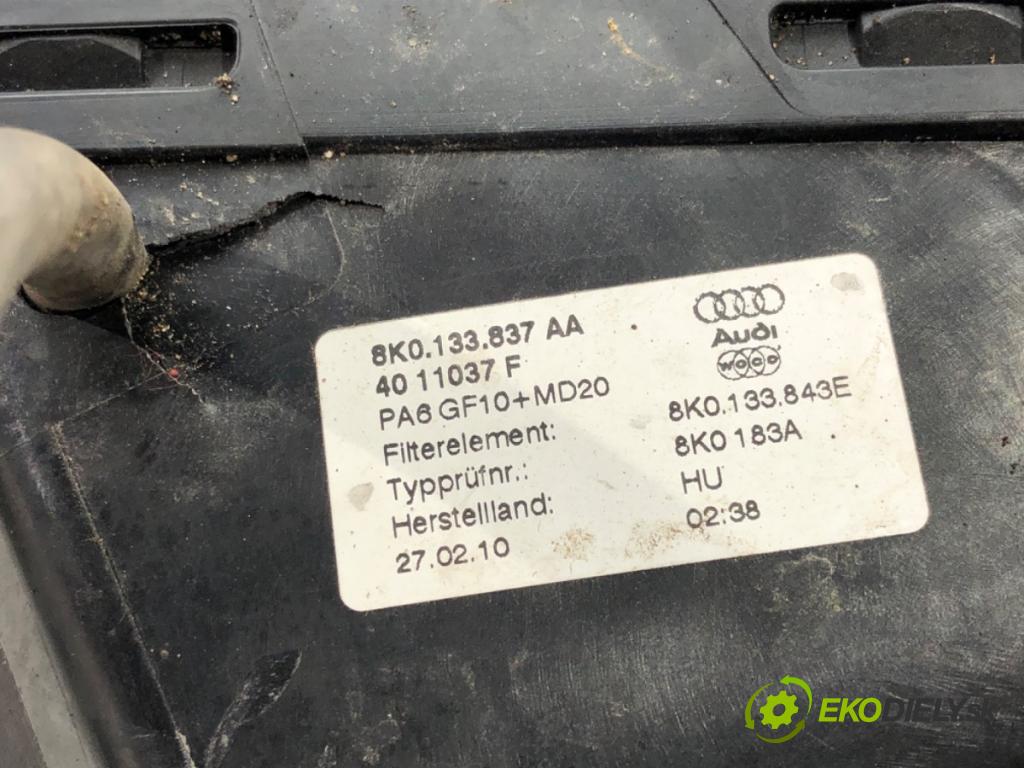 8K0.133.837 AA
40 11037 F
PA6 GF10+MD20
Filterelement: 8K0.133.843E
Typprüfnr.: 8K0 183A
Herstellland: HU
27.02.10 02:38
Audi
woco
EKODIELY.SK